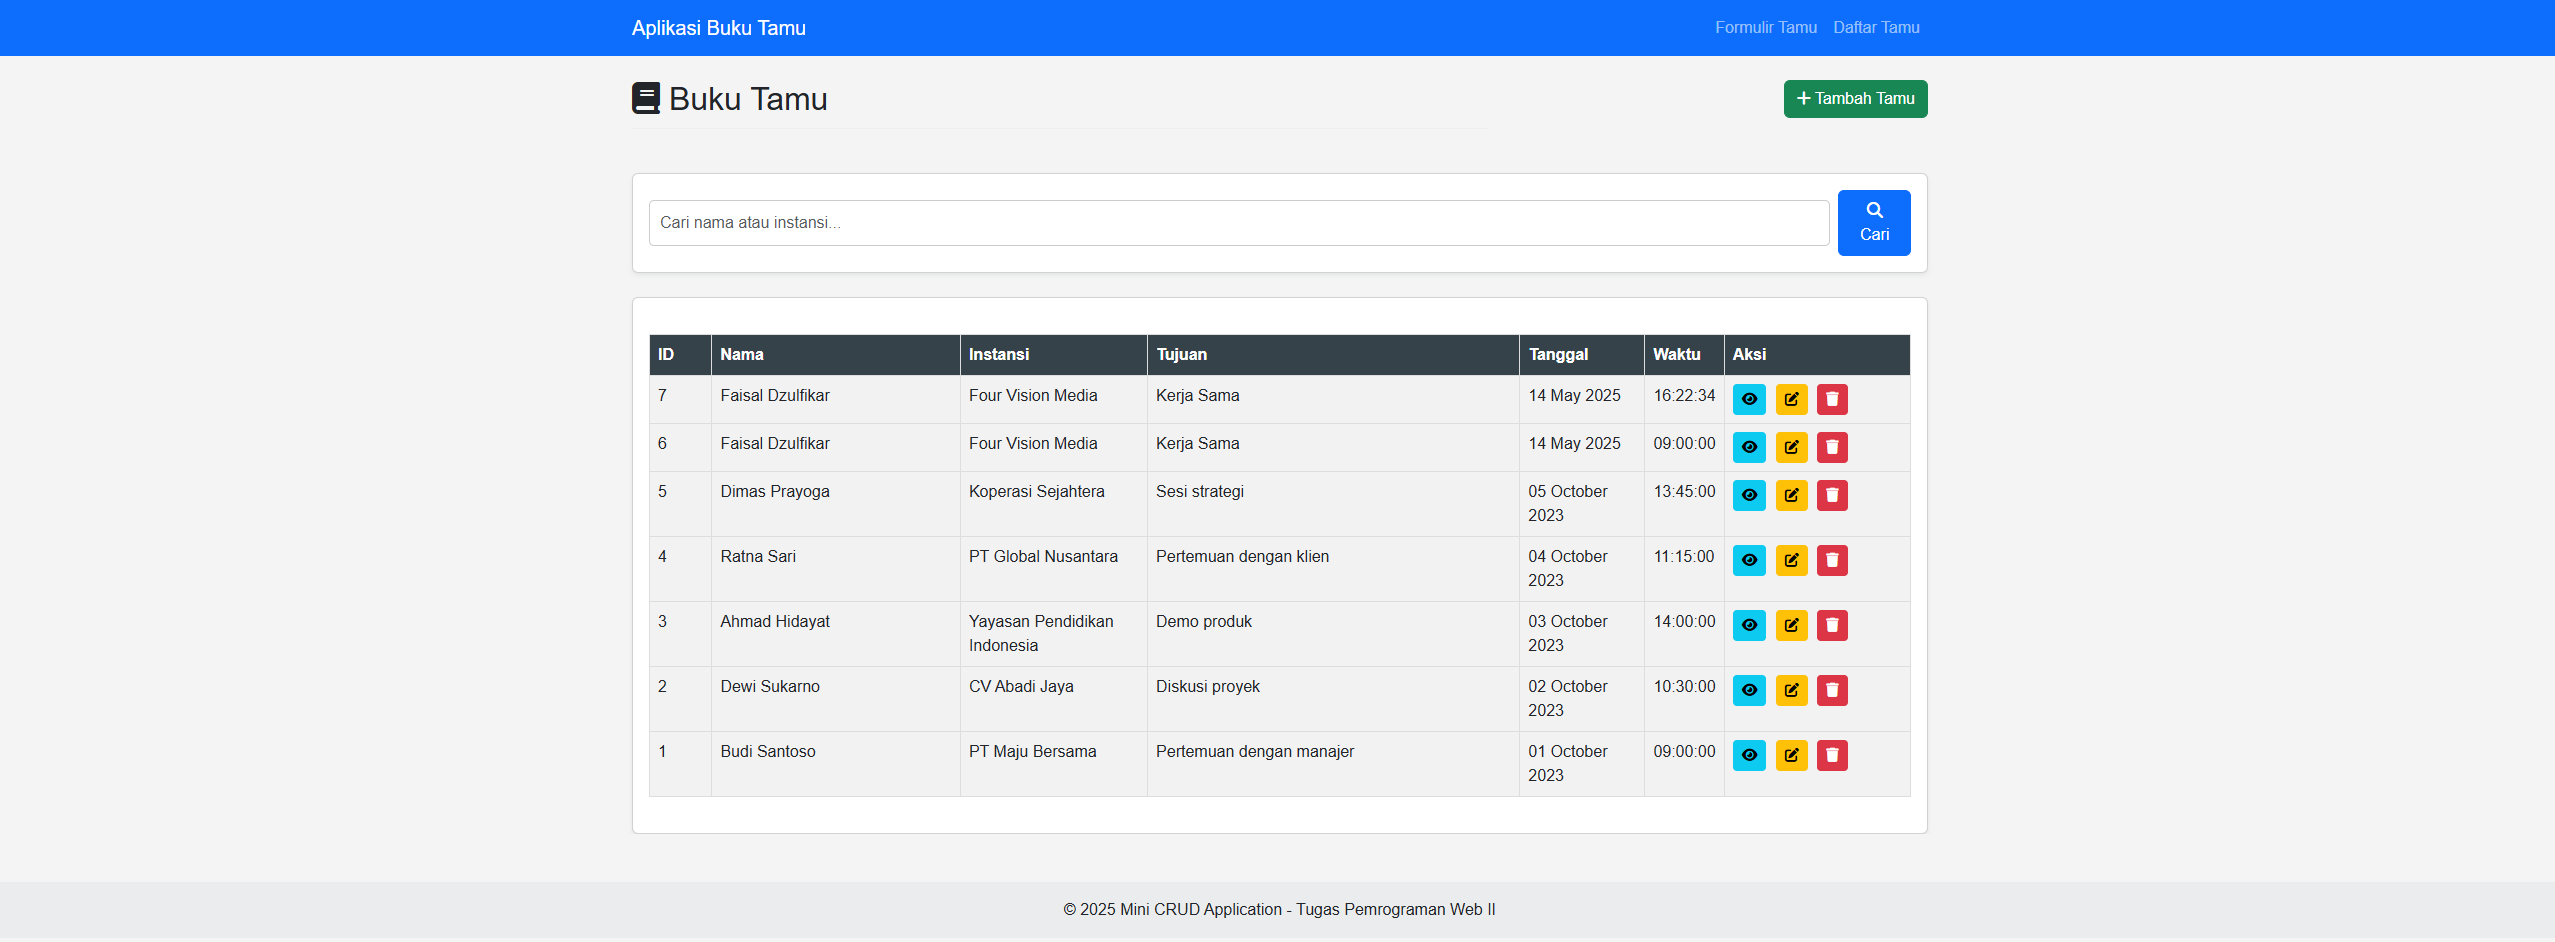 Aplikasi Buku Tamu
Formulir Tamu Daftar Tamu
Buku Tamu
Tambah Tamu
Cari nama atau instansi...
Cari
ID Nama Instansi Tujuan Tanggal Waktu Aksi
7 Faisal Dzulfikar Four Vision Media Kerja Sama 14 May 2025 16:22:34
6 Faisal Dzulfikar Four Vision Media Kerja Sama 14 May 2025 09:00:00
5 Dimas Prayoga Koperasi Sejahtera Sesi strategi 05 October 13:45:00
2023
4 Ratna Sari PT Global Nusantara Pertemuan dengan klien 04 October 11:15:00
2023
3 Ahmad Hidayat Yayasan Pendidikan Demo produk 03 October 14:00:00
Indonesia 2023
2 Dewi Sukarno CV Abadi Jaya Diskusi proyek 02 October 10:30:00
2023
1 Budi Santoso PT Maju Bersama Pertemuan dengan manajer 01 October 09:00:00
2023
© 2025 Mini CRUD Application - Tugas Pemrograman Web II